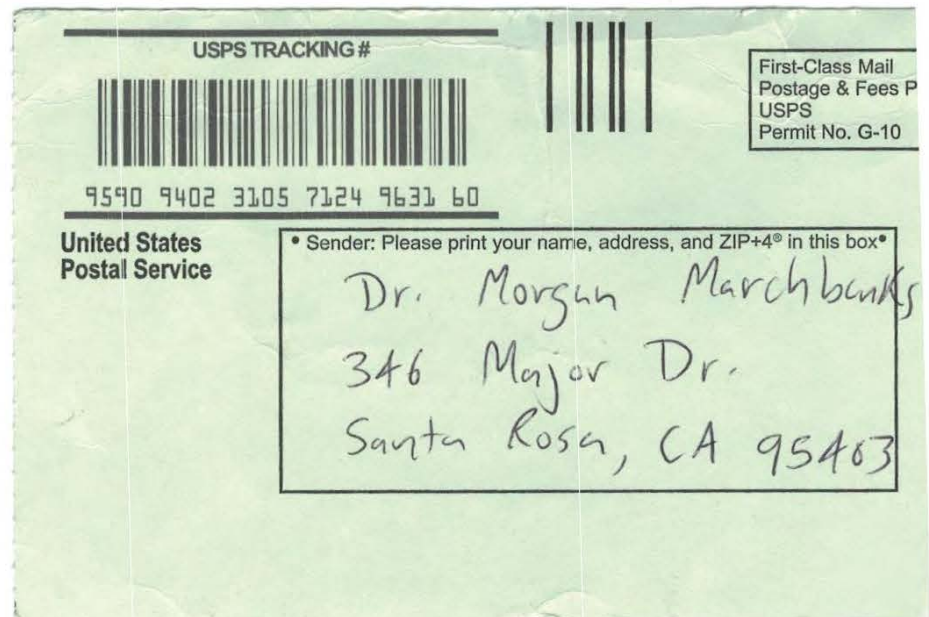 USPS TRACKING #
First-Class Mail
Postage & Fees P
USPS
Permit No. G-10
9590 9402 3105 7124 9631 60
United States
Postal Service
• Sender: Please print your name, address, and ZIP+4® in this box•
Dr. Morgan Marchbanks
346 Major Dr.
Santa Rosa, CA 95403